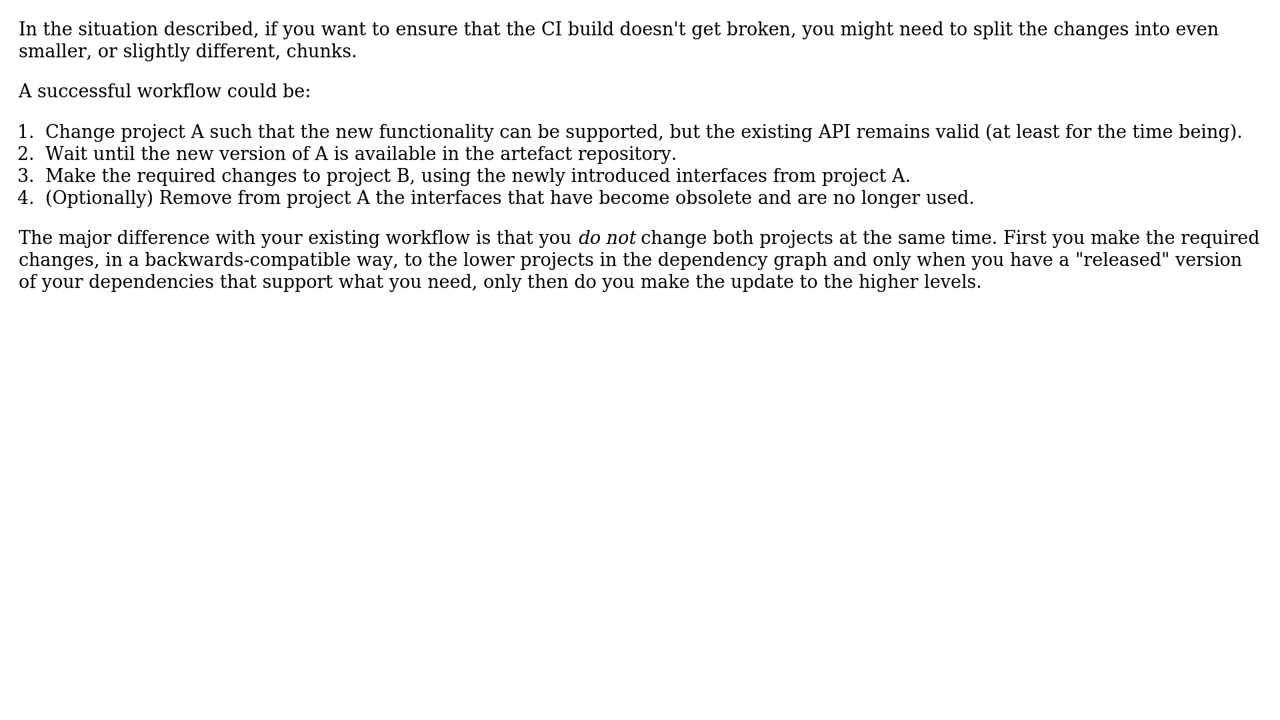 In the situation described, if you want to ensure that the CI build doesn't get broken, you might need to split the changes into even
smaller, or slightly different, chunks.
A successful workflow could be:
1. Change project A such that the new functionality can be supported, but the existing API remains valid (at least for the time being).
2. Wait until the new version of A is available in the artefact repository.
3. Make the required changes to project B, using the newly introduced interfaces from project A.
4. (Optionally) Remove from project A the interfaces that have become obsolete and are no longer used.
The major difference with your existing workflow is that you do not change both projects at the same time. First you make the required
changes, in a backwards-compatible way, to the lower projects in the dependency graph and only when you have a "released" version
of your dependencies that support what you need, only then do you make the update to the higher levels.